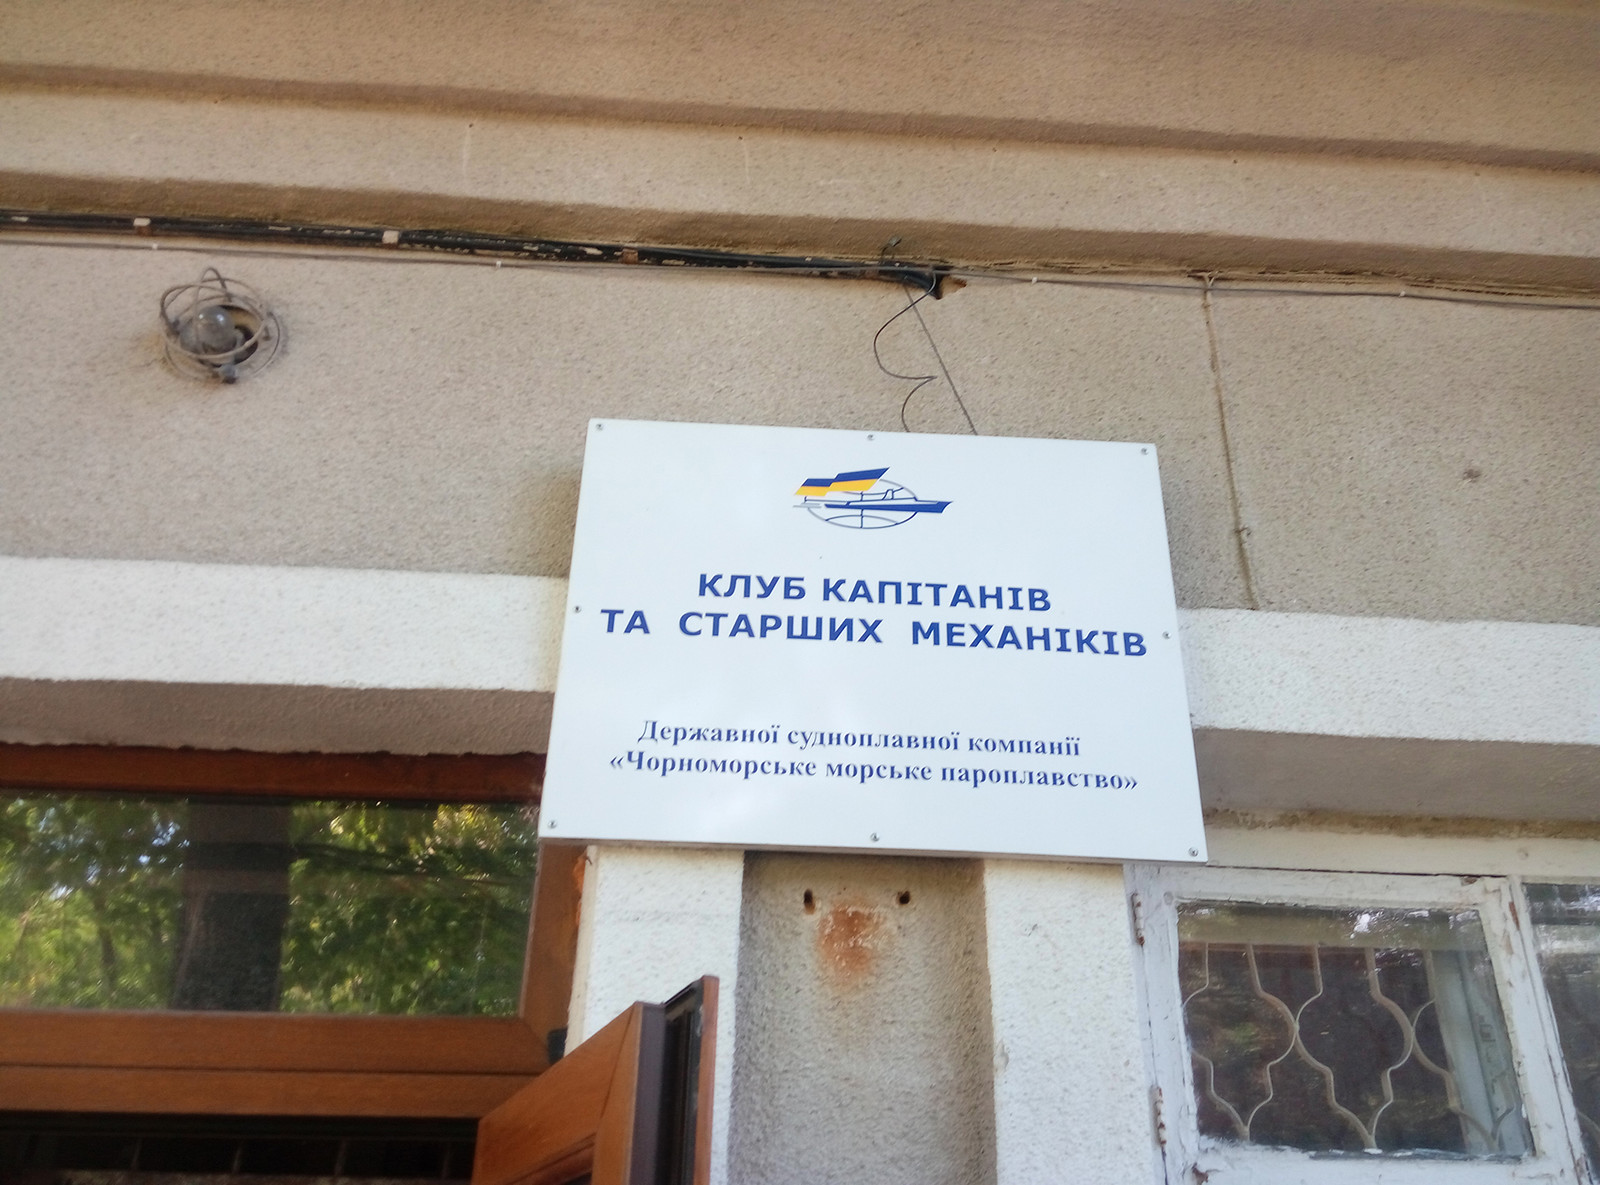 КЛУБ КАПІТАНІВ
ТА СТАРШИХ МЕХАНІКІВ
Державної судноплавної компанії
«Чорноморське морське пароплавство»